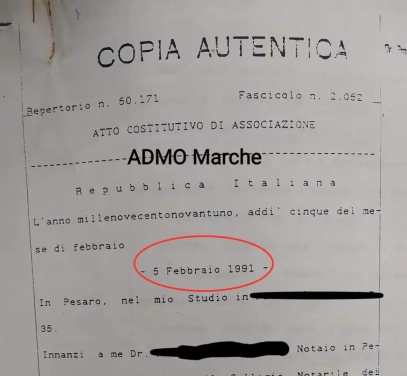 COPIA AUTENTICA
Repertorio n. 50.171 Fascicolo n. 2.052
ATTO COSTITUTIVO DI ASSOCIAZIONE
ADMO Marche
Repubblica Italiana
L'anno millenovecentonovantuno, addi` cinque del me-
se di febbraio
- 5 Febbraio 1991 -
In Pesaro, nel mio Studio in
35.
Innanzi a me Dr. Notaio in Pe-
Notarile dei